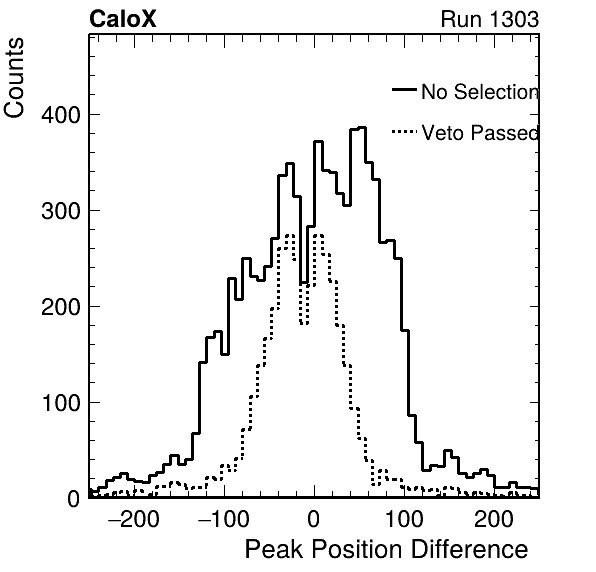 CaloX Run 1303
Counts
No Selection
Veto Passed
400
300
200
100
0
−200 −100 0 100 200
Peak Position Difference